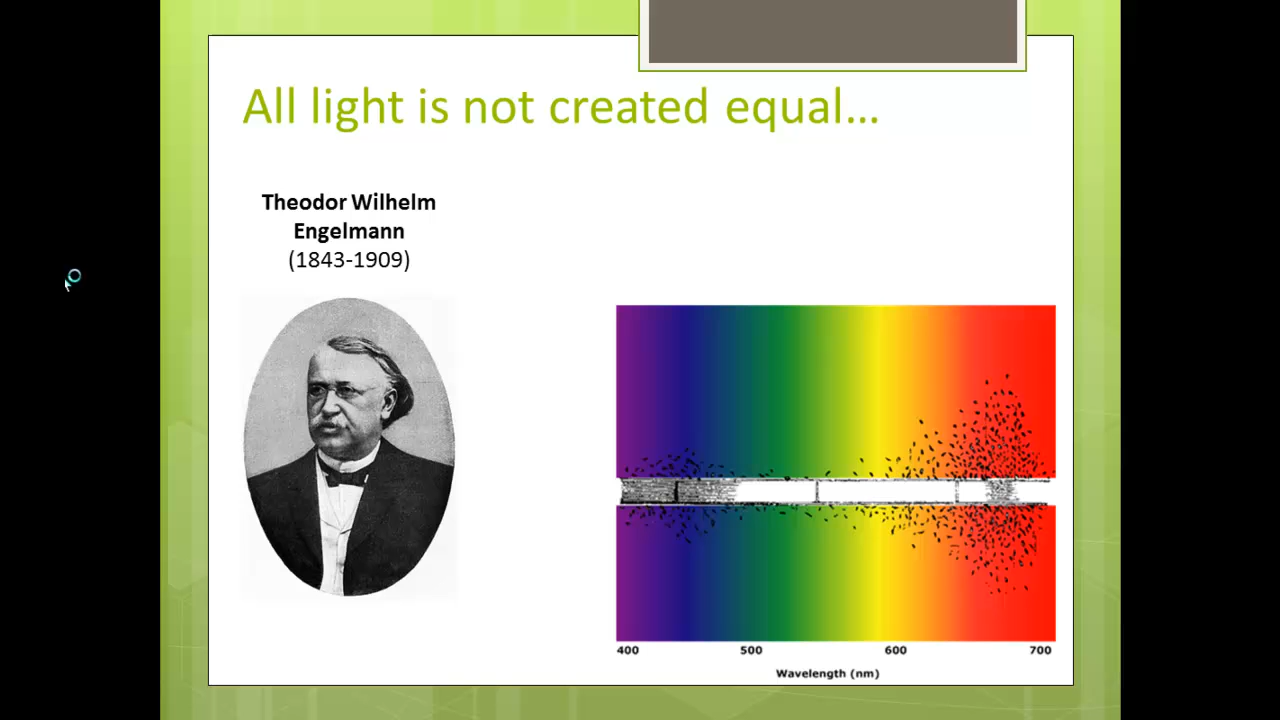 All light is not created equal...
Theodor Wilhelm
Engelmann
(1843-1909)
400 500 600 700
Wavelength (nm)